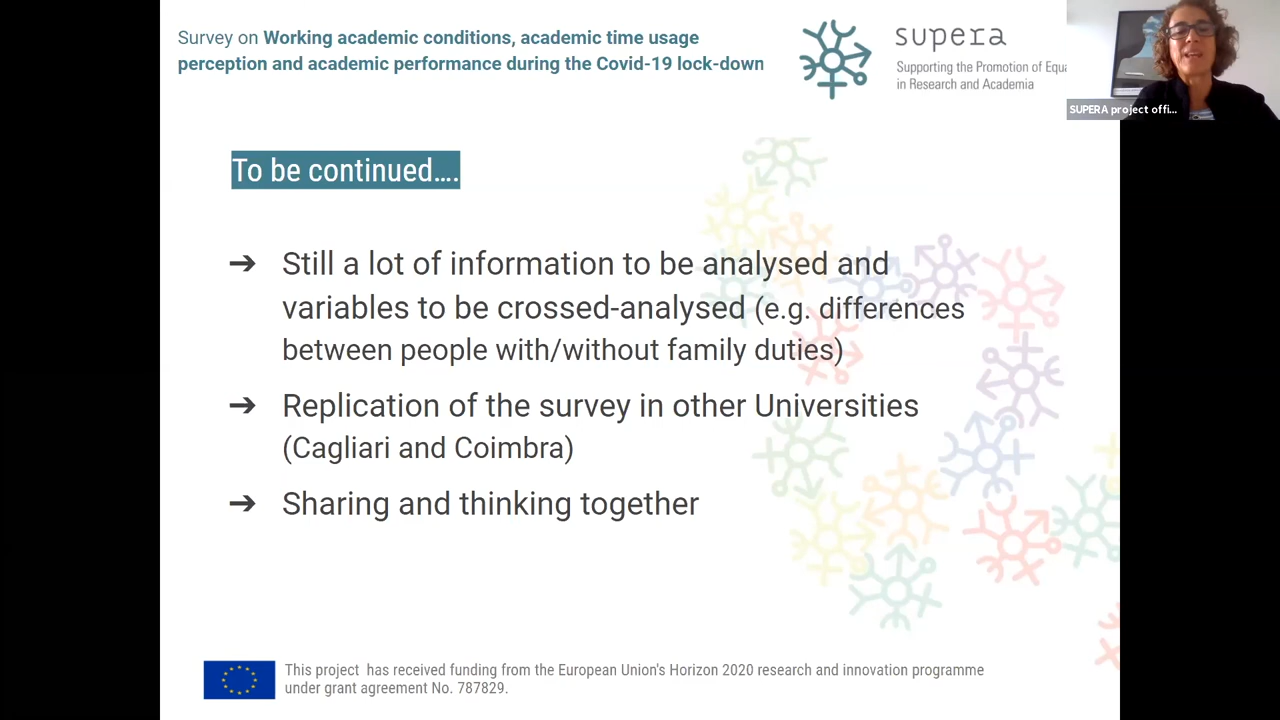 Survey on Working academic conditions, academic time usage
perception and academic performance during the Covid-19 lock-down
supera
Supporting the Promotion of Equa
in Research and Academia
SUPERA project offi...
To be continued....
➔ Still a lot of information to be analysed and
variables to be crossed-analysed (e.g. differences
between people with/without family duties)
➔ Replication of the survey in other Universities
(Cagliari and Coimbra)
➔ Sharing and thinking together
This project has received funding from the European Union's Horizon 2020 research and innovation programme
under grant agreement No. 787829.